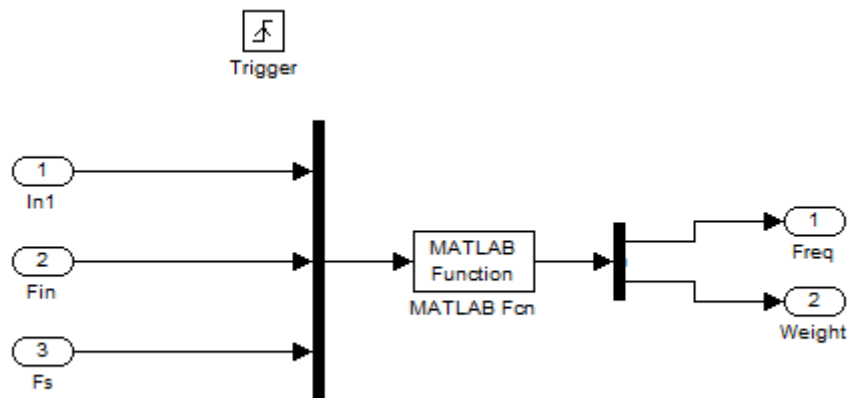 Trigger
1
In1
2
Fin
3
Fs
MATLAB
Function
MATLAB Fcn
1
Freq
2
Weight